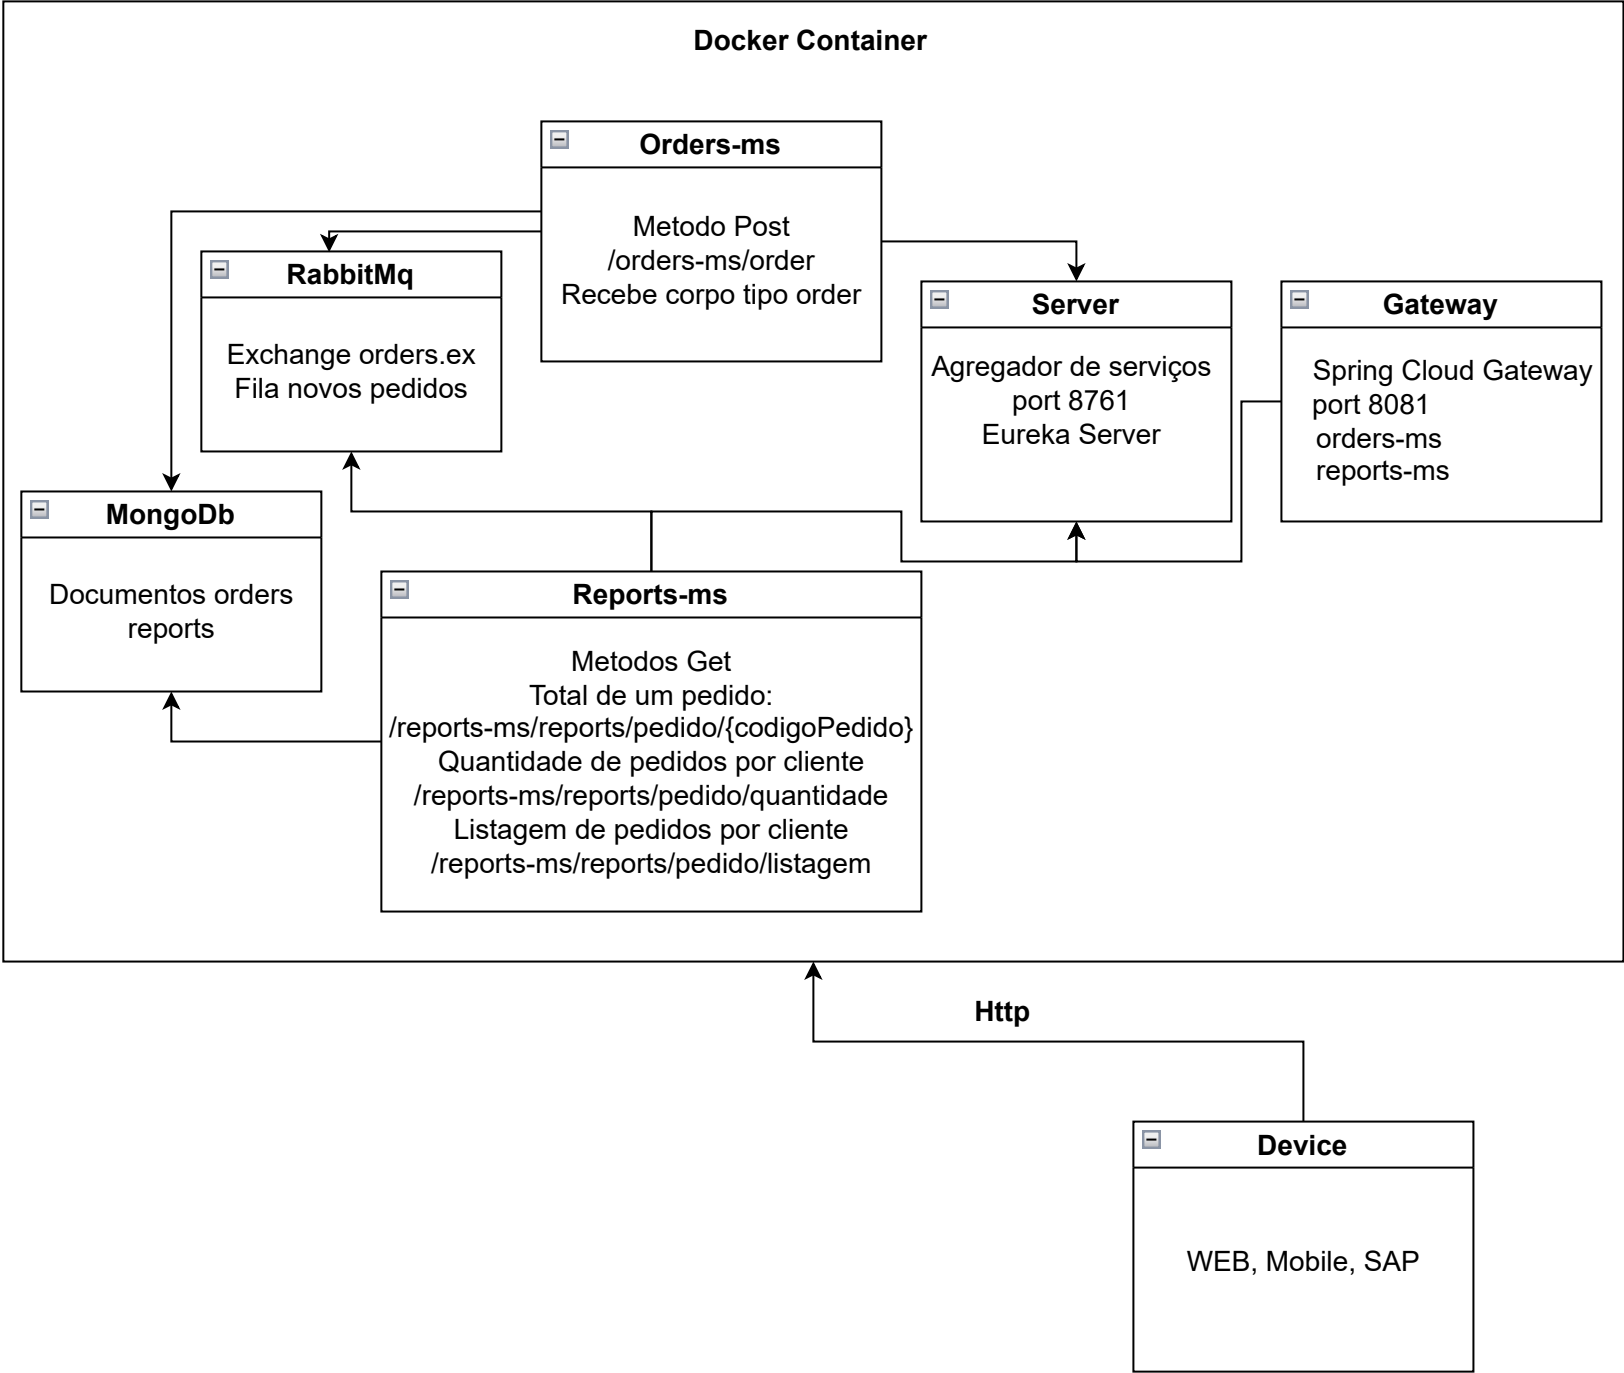 Docker Container
Orders-ms
Metodo Post
/orders-ms/order
Recebe corpo tipo order
RabbitMq
Exchange orders.ex
Fila novos pedidos
Server
Agregador de serviços
port 8761
Eureka Server
Gateway
Spring Cloud Gateway
port 8081
orders-ms
reports-ms
MongoDb
Documentos orders
reports
Reports-ms
Metodos Get
Total de um pedido:
/reports-ms/reports/pedido/{codigoPedido}
Quantidade de pedidos por cliente
/reports-ms/reports/pedido/quantidade
Listagem de pedidos por cliente
/reports-ms/reports/pedido/listagem
Http
Device
WEB, Mobile, SAP